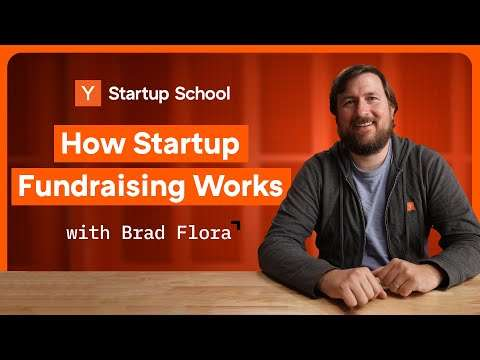 Y Startup School
How Startup
Fundraising Works
with Brad Flora